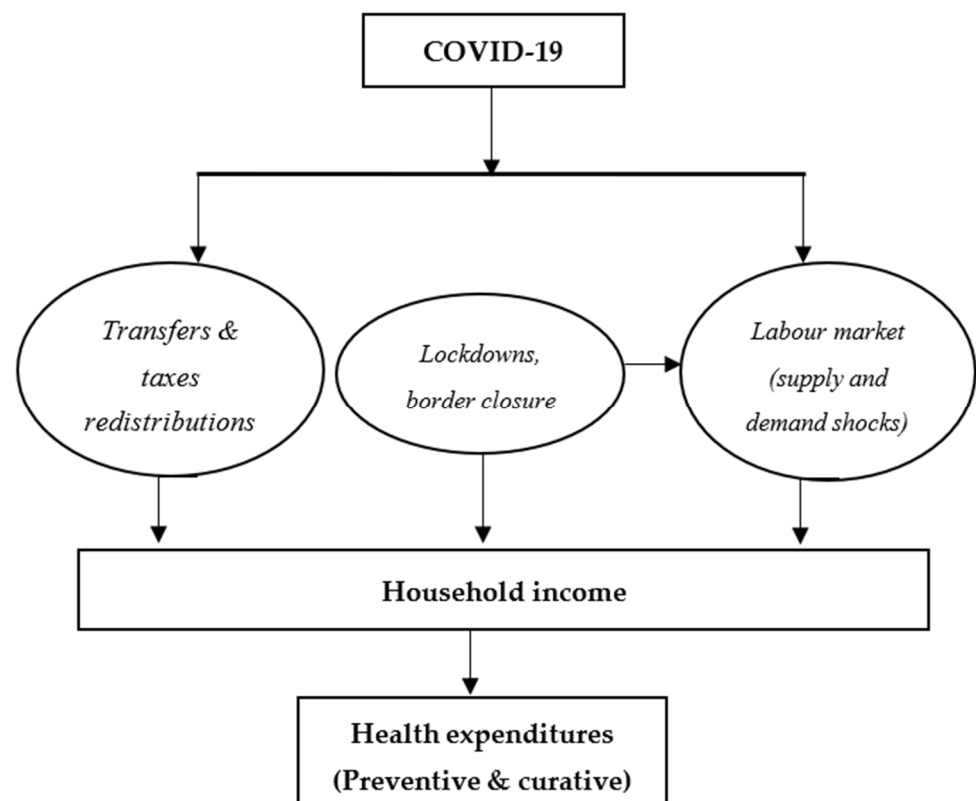 COVID-19
Transfers &
taxes
redistributions
Lockdowns,
border closure
Labour market
(supply and
demand shocks)
Household income
Health expenditures
(Preventive & curative)